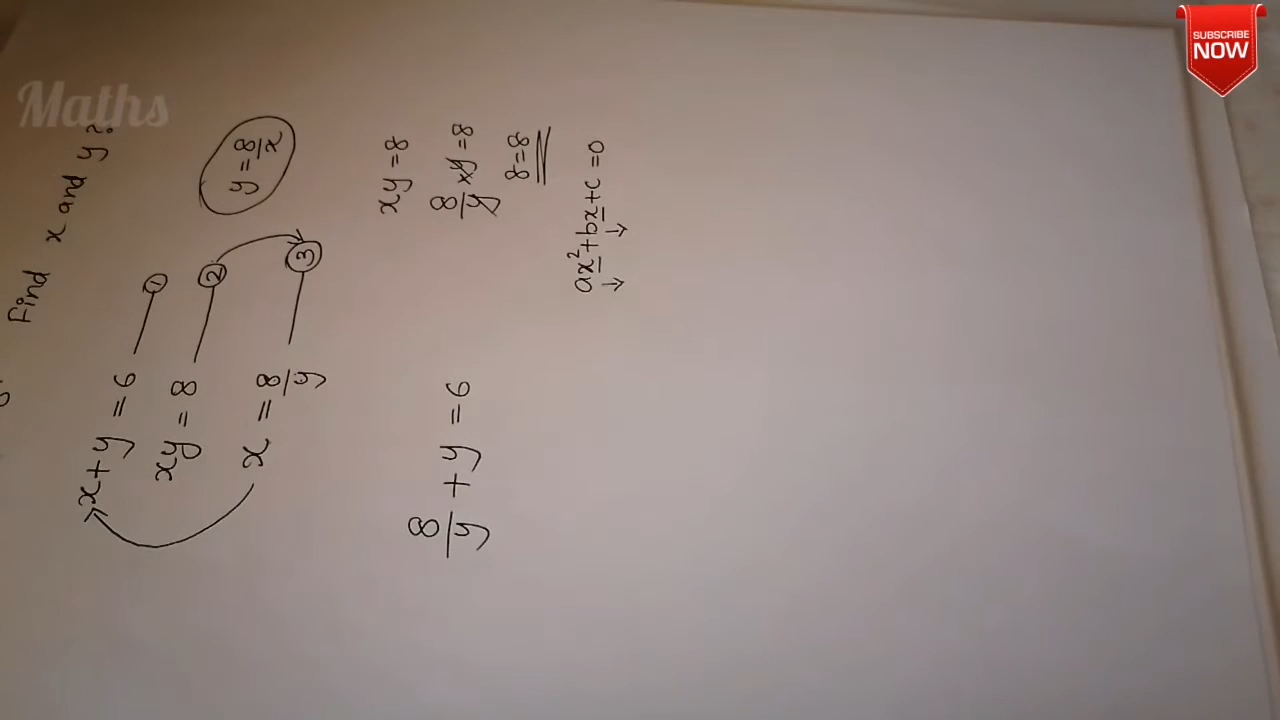 SUBSCRIBE
NOW
Maths
Find x and y?
x+y = 6 — ①
xy = 8 — ②
x = 8/y — ③
y = 8/x
8/y + y = 6
xy = 8
8/y × y = 8
8 = 8
ax²+bx+c = 0